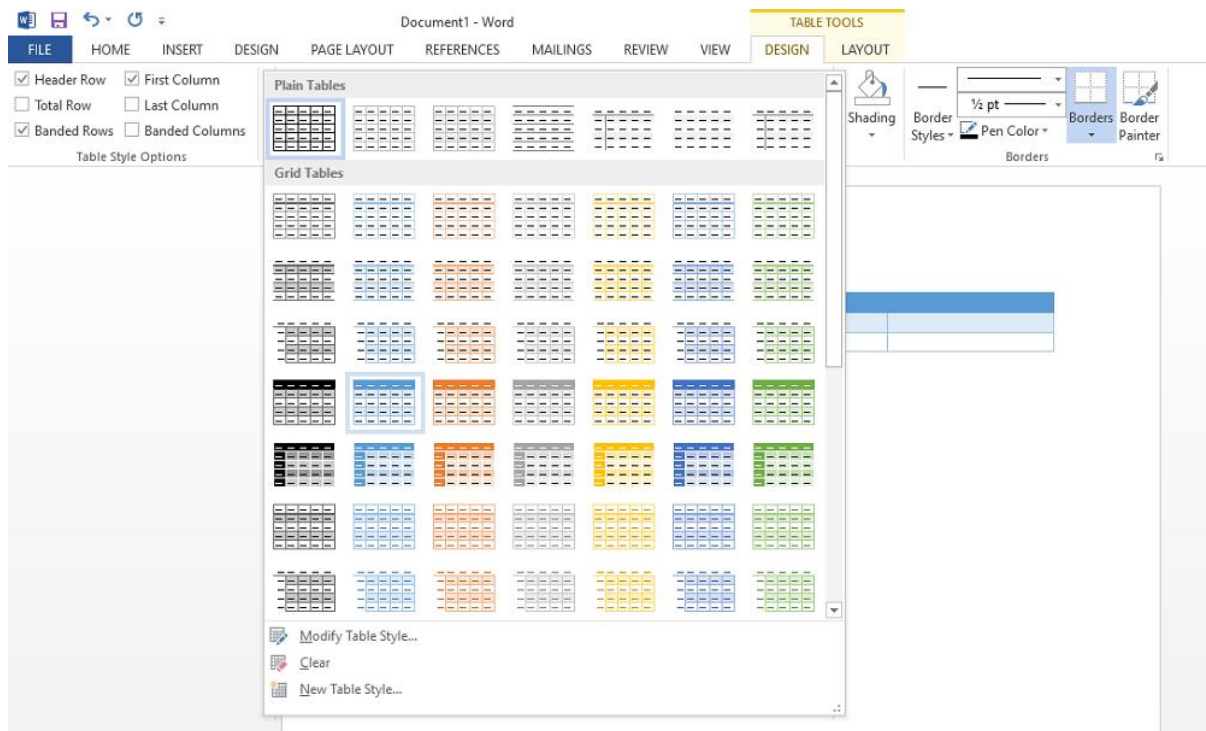 Document1 - Word
TABLE TOOLS
FILE HOME INSERT DESIGN PAGE LAYOUT REFERENCES MAILINGS REVIEW VIEW DESIGN LAYOUT
Header Row First Column
Total Row Last Column
Banded Rows Banded Columns
Table Style Options
Plain Tables
Grid Tables
Modify Table Style...
Clear
New Table Style...
Shading
Border
Styles
½ pt
Pen Color
Borders
Border
Painter
Borders